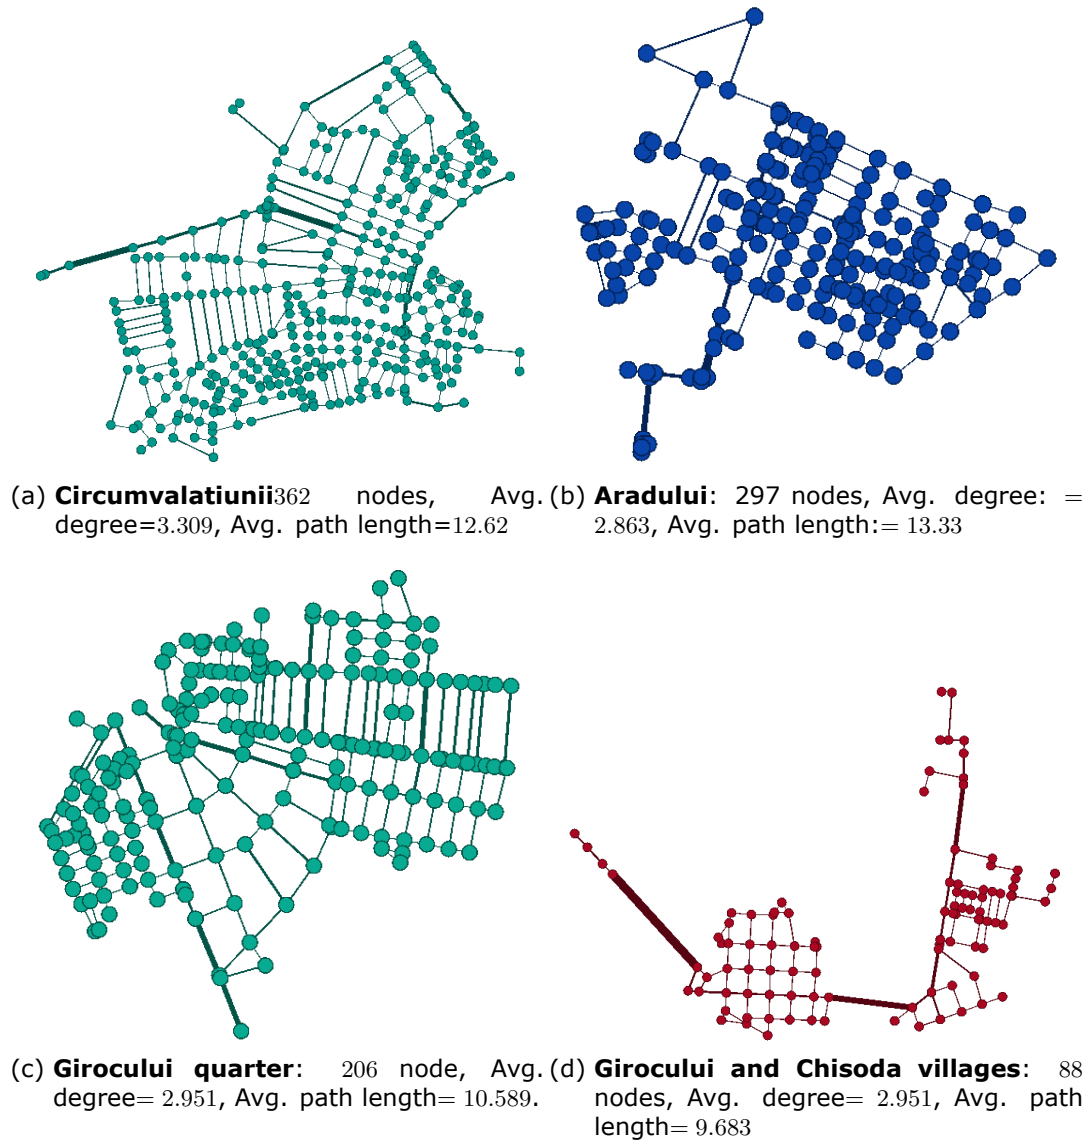 (a) Circumvalatiunii362 nodes, Avg.
degree=3.309, Avg. path length=12.62
(b) Aradului: 297 nodes, Avg. degree: =
2.863, Avg. path length:= 13.33
(c) Girocului quarter: 206 node, Avg.
degree= 2.951, Avg. path length= 10.589.
(d) Girocului and Chisoda villages: 88
nodes, Avg. degree= 2.951, Avg. path
length= 9.683